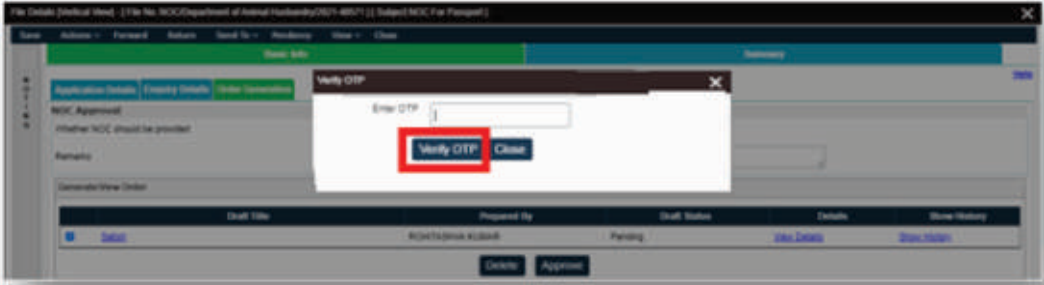 File Details (Vertical View) - [ File No: NOC/Department of Animal Husbandry/2021-48571 ] [ Subject:NOC For Passport ]
Save Actions Forward Return Send To Pendency View Close
Basic Info Summary
Help
NOTING
Application Details Enquiry Details Order Generation
NOC Approval
Whether NOC should be provided
Remarks
Verify OTP
Enter OTP
Verify OTP Close
Generate/View Order
Draft Title Prepared By Draft Status Details Show History
KUMAR Pending View Details Show History
Delete Approve